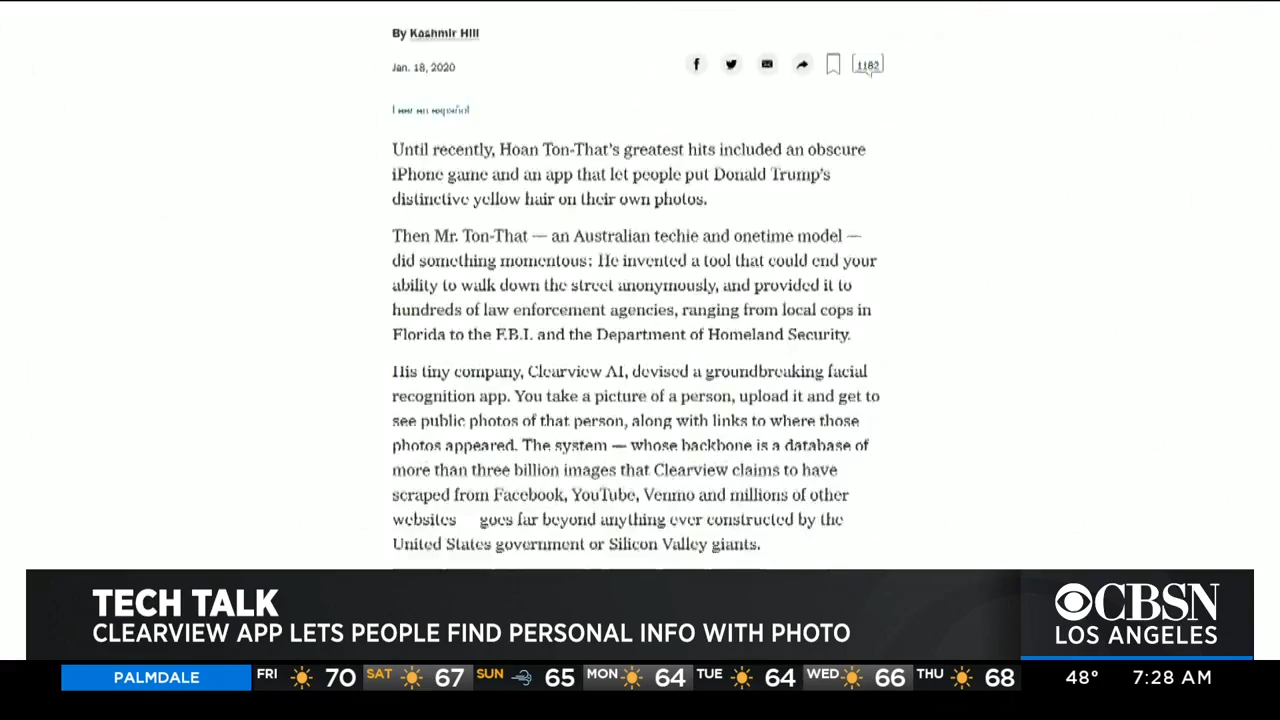 By Kashmir Hill
Jan. 18, 2020
1182
español
Until recently, Hoan Ton-That's greatest hits included an obscure
iPhone game and an app that let people put Donald Trump's
distinctive yellow hair on their own photos.
Then Mr. Ton-That — an Australian techie and onetime model —
did something momentous: He invented a tool that could end your
ability to walk down the street anonymously, and provided it to
hundreds of law enforcement agencies, ranging from local cops in
Florida to the F.B.I. and the Department of Homeland Security.
His tiny company, Clearview AI, devised a groundbreaking facial
recognition app. You take a picture of a person, upload it and get to
see public photos of that person, along with links to where those
photos appeared. The system — whose backbone is a database of
more than three billion images that Clearview claims to have
scraped from Facebook, YouTube, Venmo and millions of other
websites goes far beyond anything ever constructed by the
United States government or Silicon Valley giants.
TECH TALK
CLEARVIEW APP LETS PEOPLE FIND PERSONAL INFO WITH PHOTO
CBSN
LOS ANGELES
PALMDALE FRI 70 SAT 67 SUN 65 MON 64 TUE 64 WED 66 THU 68 48° 7:28 AM